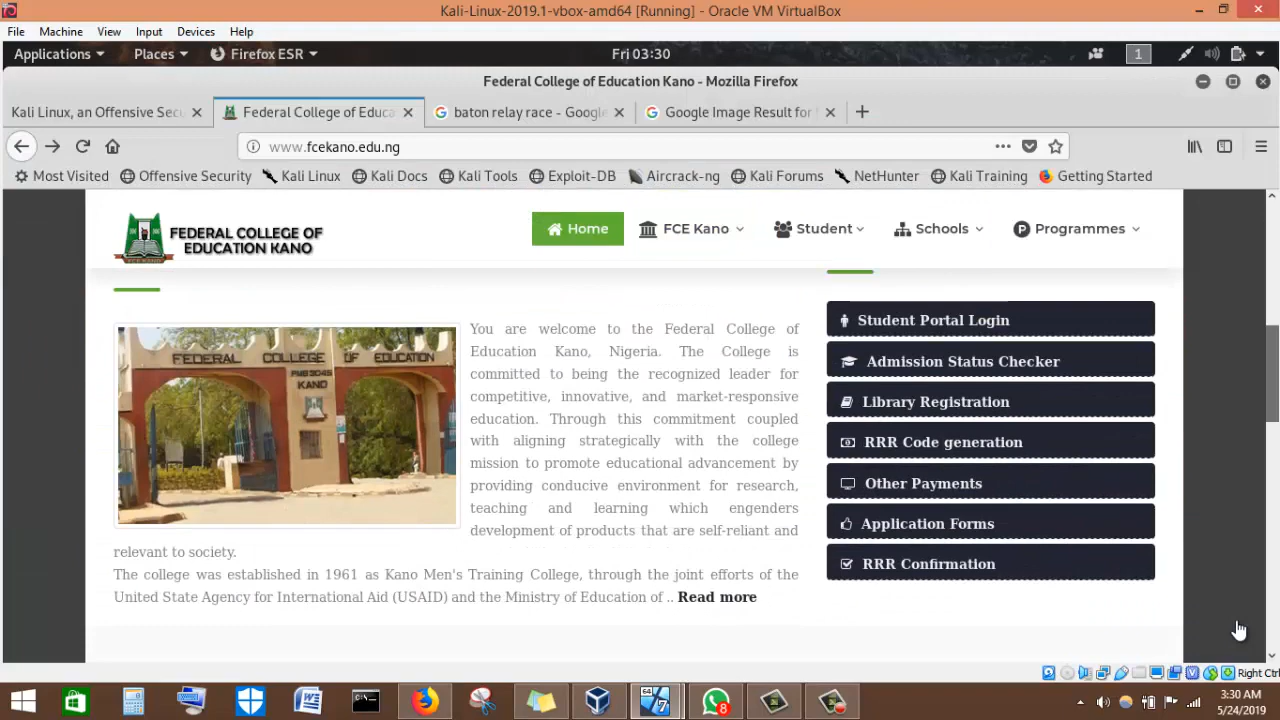 Kali-Linux-2019.1-vbox-amd64 [Running] - Oracle VM VirtualBox
File Machine View Input Devices Help
Applications Places Firefox ESR Fri 03:30 1
Federal College of Education Kano - Mozilla Firefox
Kali Linux, an Offensive Sec Federal College of Educa baton relay race - Google Google Image Result for
www.fcekano.edu.ng
Most Visited Offensive Security Kali Linux Kali Docs Kali Tools Exploit-DB Aircrack-ng Kali Forums NetHunter Kali Training Getting Started
FEDERAL COLLEGE OF
EDUCATION KANO
Home FCE Kano Student Schools Programmes
FEDERAL COLLEGE OF EDUCATION
PMB 3045
KANO
You are welcome to the Federal College of
Education Kano, Nigeria. The College is
committed to being the recognized leader for
competitive, innovative, and market-responsive
education. Through this commitment coupled
with aligning strategically with the college
mission to promote educational advancement by
providing conducive environment for research,
teaching and learning which engenders
development of products that are self-reliant and
relevant to society.
The college was established in 1961 as Kano Men's Training College, through the joint efforts of the
United State Agency for International Aid (USAID) and the Ministry of Education of .. Read more
Student Portal Login
Admission Status Checker
Library Registration
RRR Code generation
Other Payments
Application Forms
RRR Confirmation
Right Ctrl
8
3:30 AM
5/24/2019